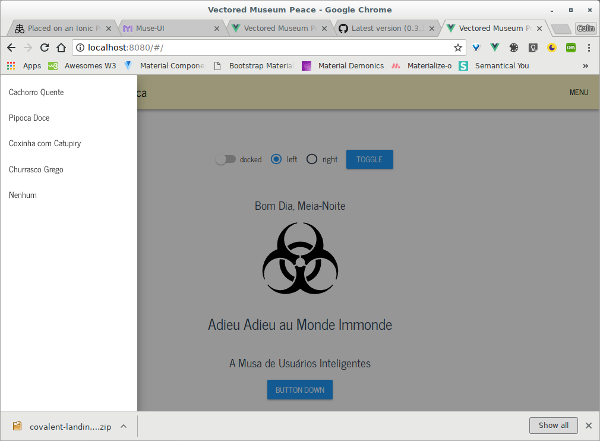 Vectored Museum Peace - Google Chrome
Placed on an Ionic P
Muse-UI
Vectored Museum P
Latest version (0.3.
Vectored Museum P
Colin
localhost:8080/#/
Apps
Awesomes W3
Material Compone
Bootstrap Material
Material Demonics
Materialize-o
Semantical You
»
ca
MENU
Cachorro Quente
Pipoca Doce
Coxinha com Catupiry
Churrasco Grego
Nenhum
docked
left
right
TOGGLE
Bom Dia, Meia-Noite
Adieu Adieu au Monde Immonde
A Musa de Usuários Inteligentes
BUTTON DOWN
covalent-landin....zip
Show all